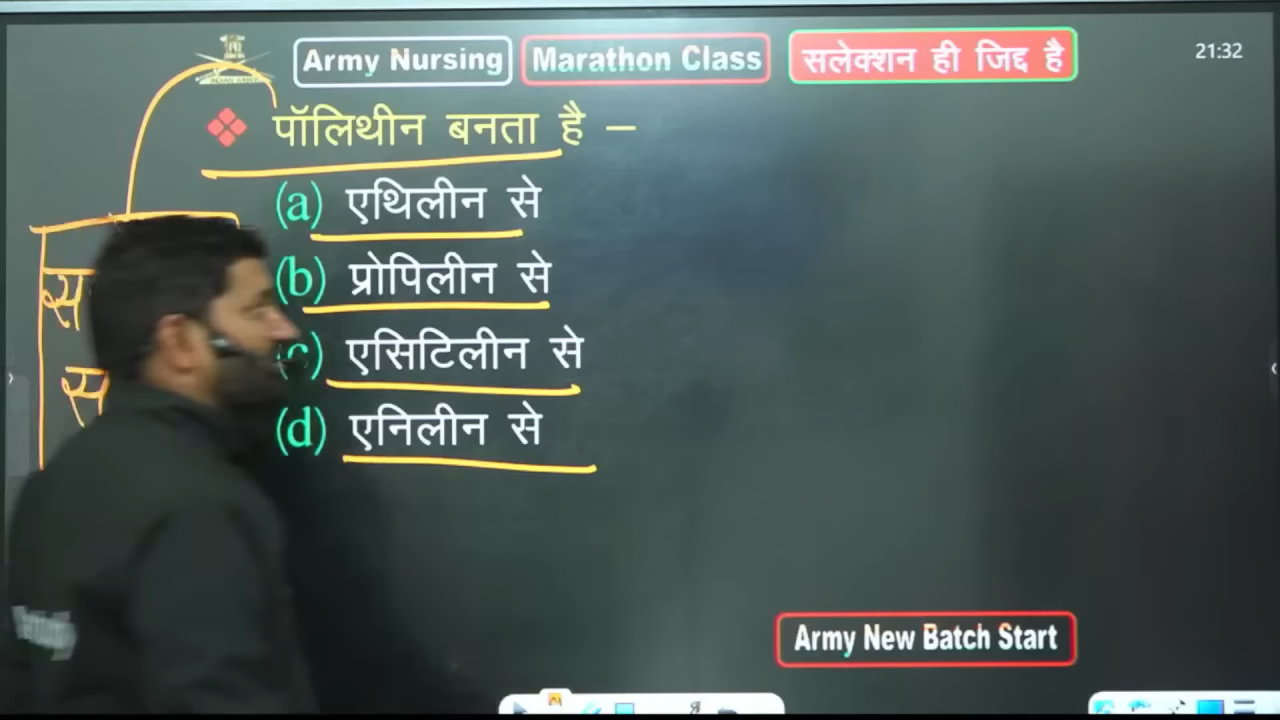 Army Nursing Marathon Class सलेक्शन ही जिद्द है 21:32
पॉलिथीन बनता है –
(a) एथिलीन से
(b) प्रोपिलीन से
(c) एसिटिलीन से
(d) एनिलीन से
स
स
Army New Batch Start